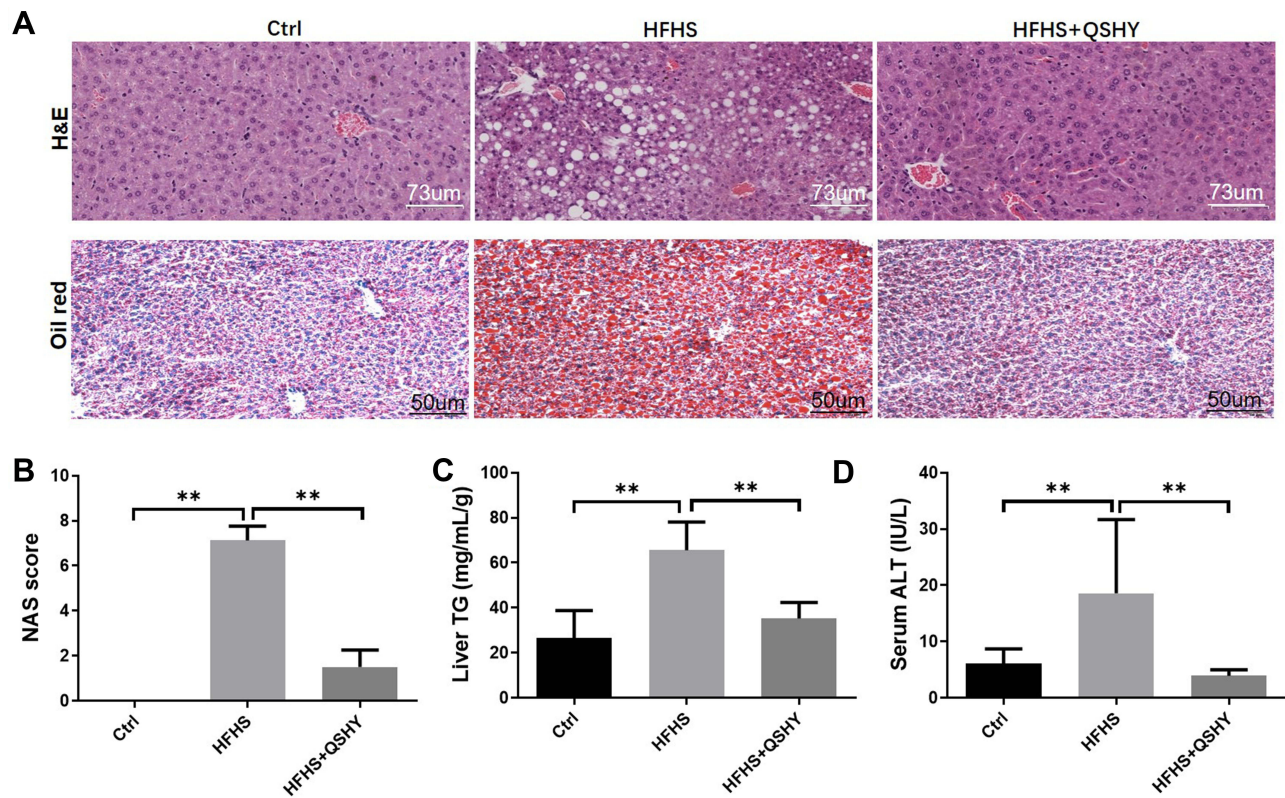 A
Ctrl
HFHS
HFHS+QSHY
H&E
73um
73um
73um
Oil red
50um
50um
50um
B
NAS score
10
8
6
4
2
0
**
**
Ctrl
HFHS
HFHS+QSHY
C
Liver TG (mg/mL/g)
100
80
60
40
20
0
**
**
Ctrl
HFHS
HFHS+QSHY
D
Serum ALT (IU/L)
40
30
20
10
0
**
**
Ctrl
HFHS
HFHS+QSHY